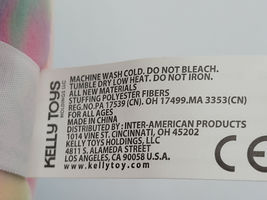 KELLY TOYS
HOLDINGS LLC
MACHINE WASH COLD. DO NOT BLEACH.
TUMBLE DRY LOW HEAT. DO NOT IRON.
ALL NEW MATERIALS
STUFFING POLYESTER FIBERS
REG.NO.PA 17539 (CN). OH 17499.MA 3353(CN)
FOR ALL AGES
MADE IN CHINA
DISTRIBUTED BY : INTER-AMERICAN PRODUCTS
1014 VINE ST. CINCINNATI, OH 45202
KELLY TOYS HOLDINGS, LLC
4811 S. ALAMEDA STREET
LOS ANGELES, CA 90058 U.S.A.
www.kellytoy.com
CE